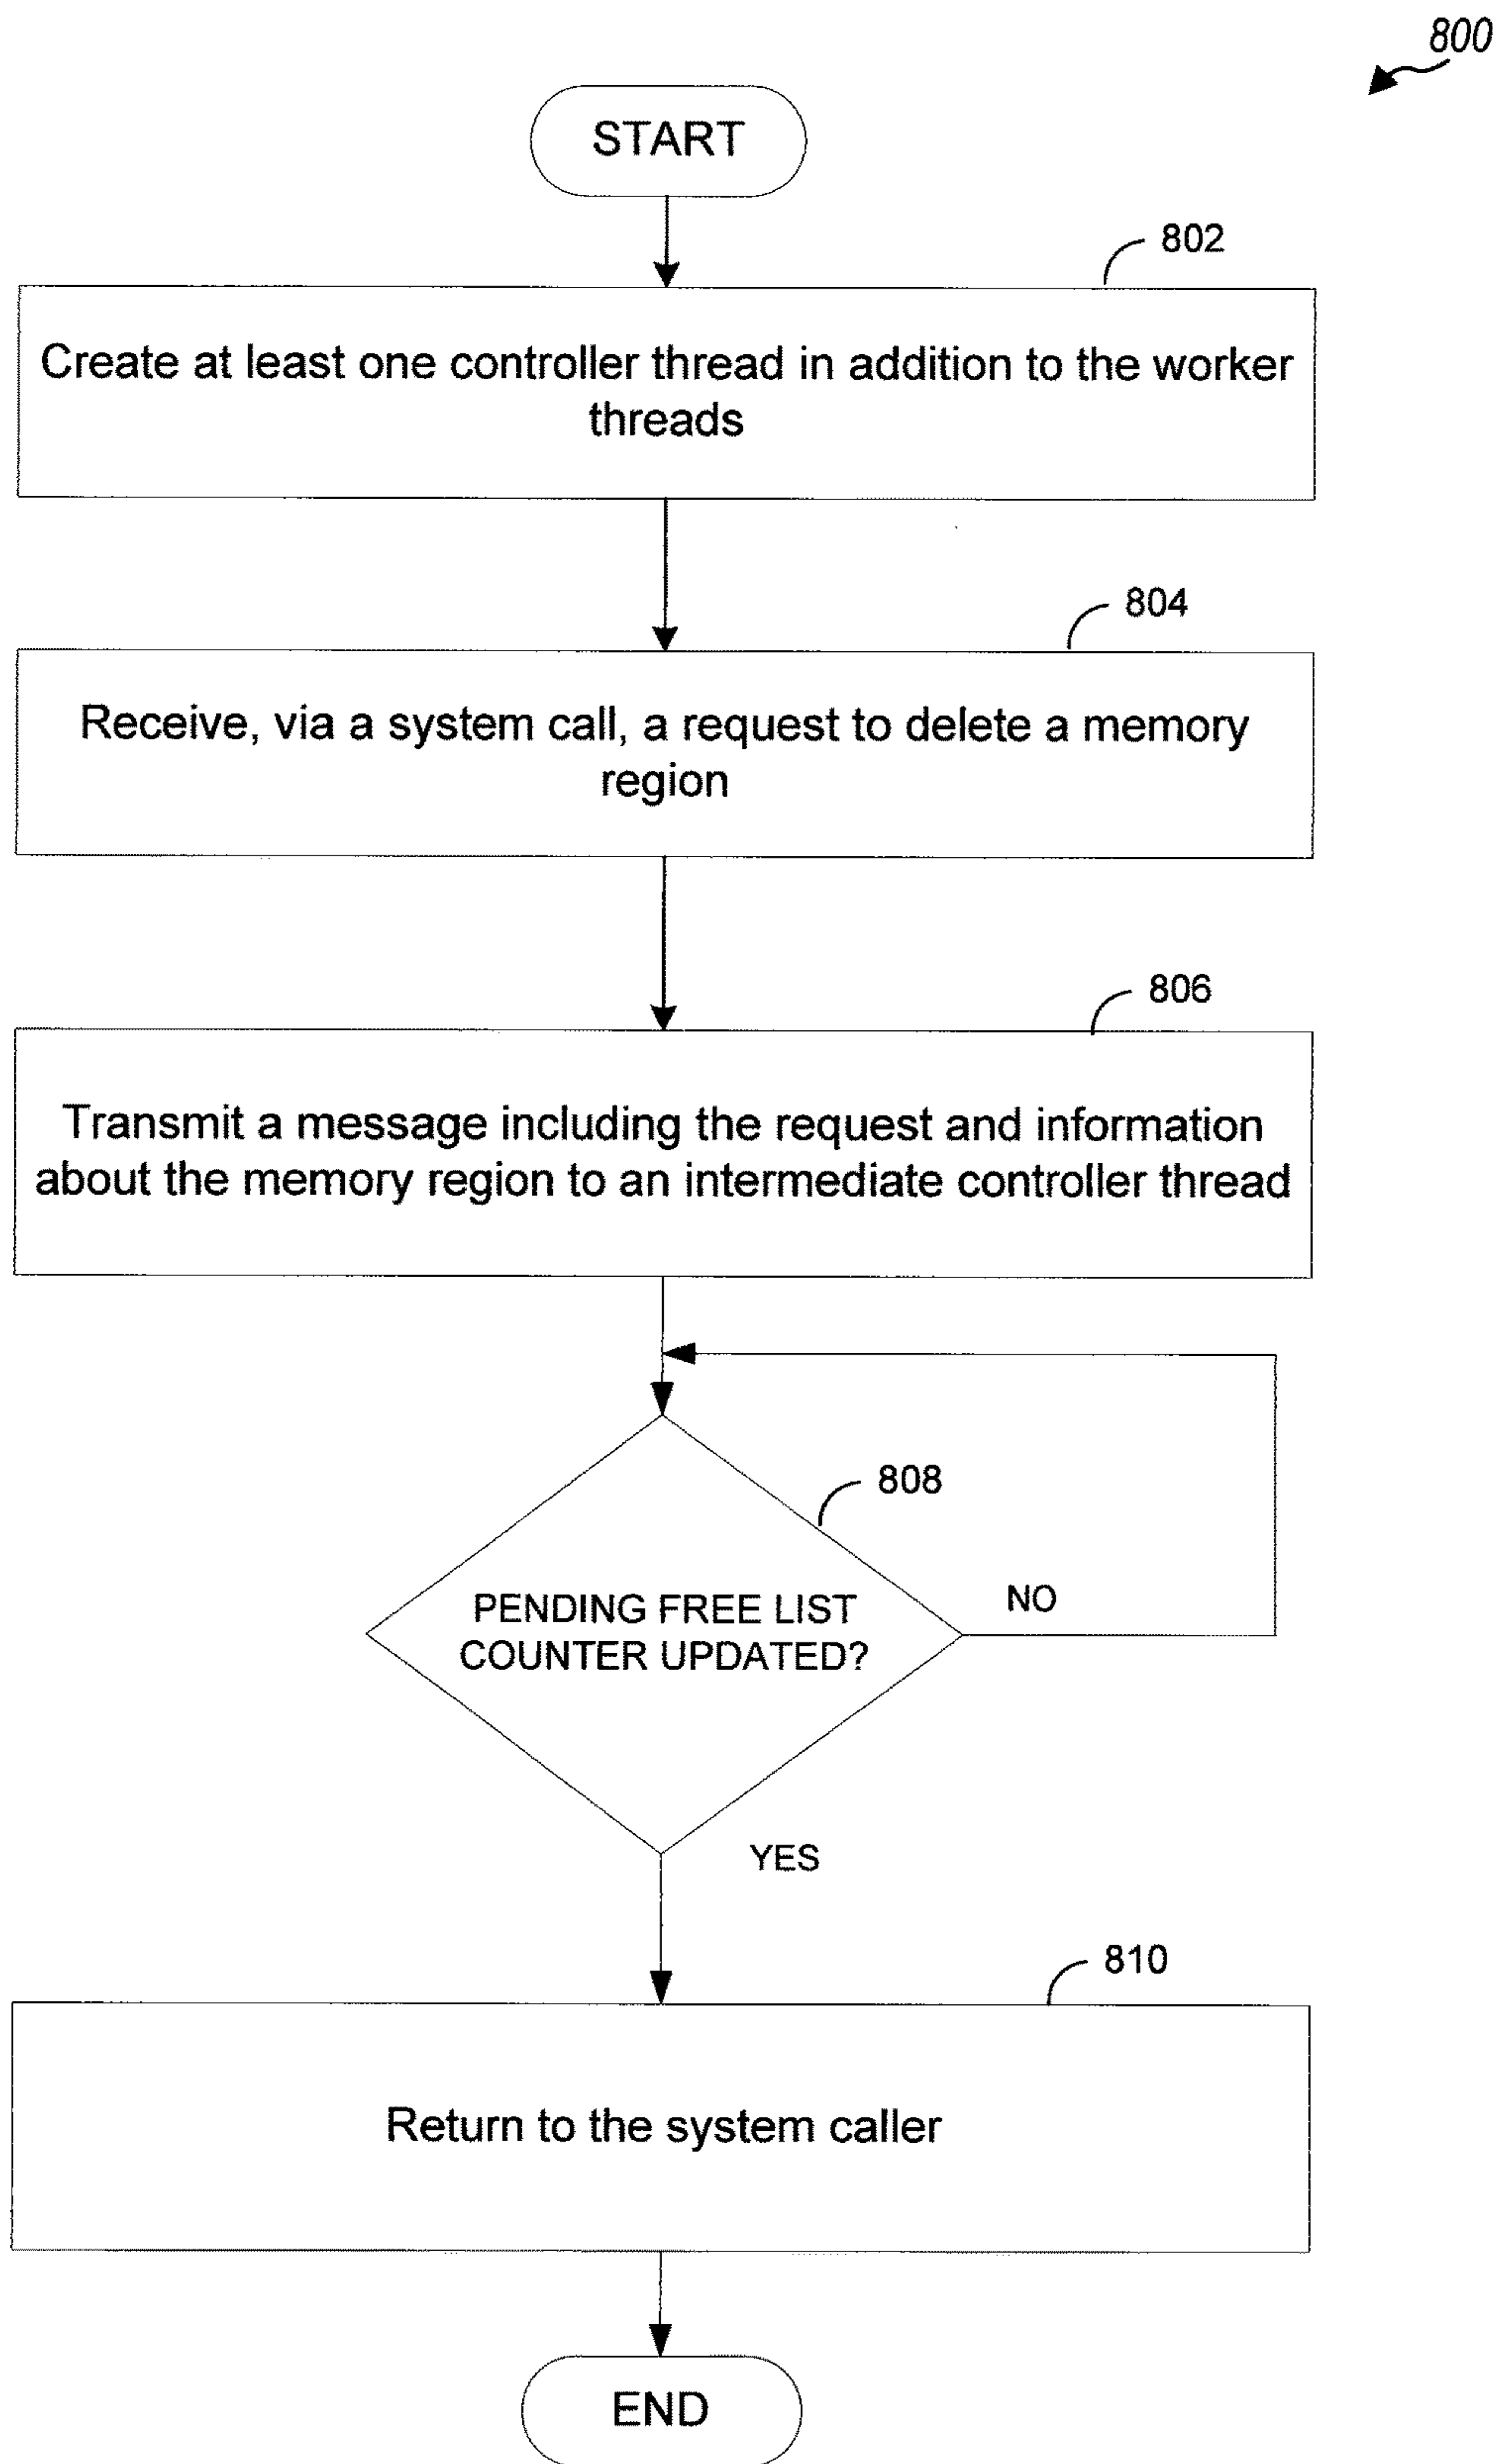 800
START
802
Create at least one controller thread in addition to the worker
threads
804
Receive, via a system call, a request to delete a memory
region
806
Transmit a message including the request and information
about the memory region to an intermediate controller thread
808
PENDING FREE LIST
COUNTER UPDATED?
NO
YES
810
Return to the system caller
END